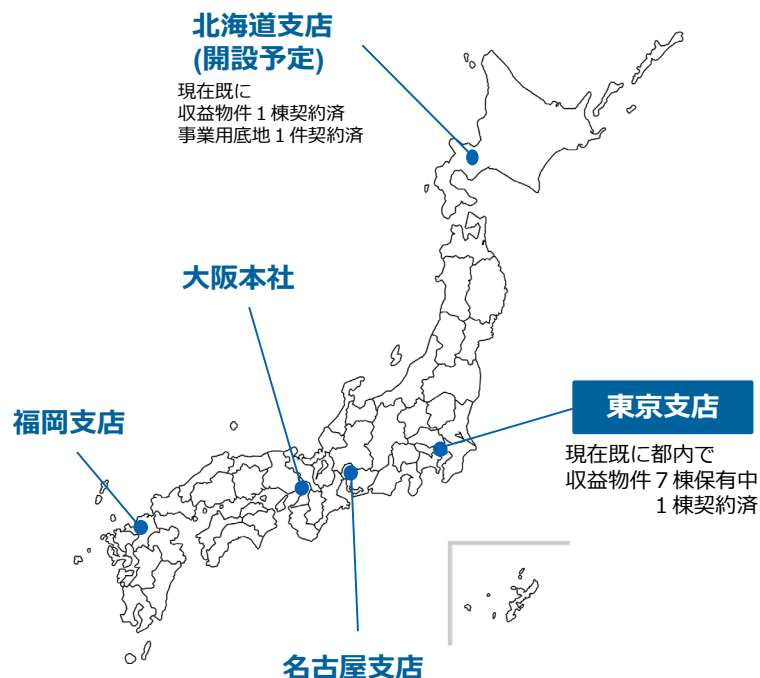 北海道支店
(開設予定)
現在既に
収益物件１棟契約済
事業用底地１件契約済
大阪本社
福岡支店
東京支店
現在既に都内で
収益物件７棟保有中
１棟契約済
名古屋支店